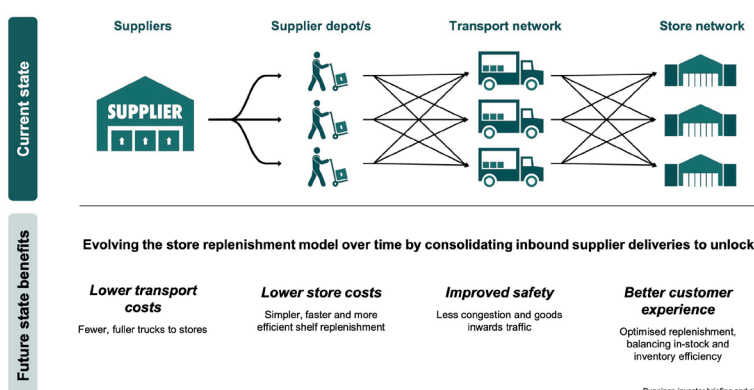 Current state
Suppliers
Supplier depot/s
Transport network
Store network
SUPPLIER
Future state benefits
Evolving the store replenishment model over time by consolidating inbound supplier deliveries to unlock
Lower transport
costs
Fewer, fuller trucks to stores
Lower store costs
Simpler, faster and more
efficient shelf replenishment
Improved safety
Less congestion and goods
inwards traffic
Better customer
experience
Optimised replenishment,
balancing in-stock and
inventory efficiency